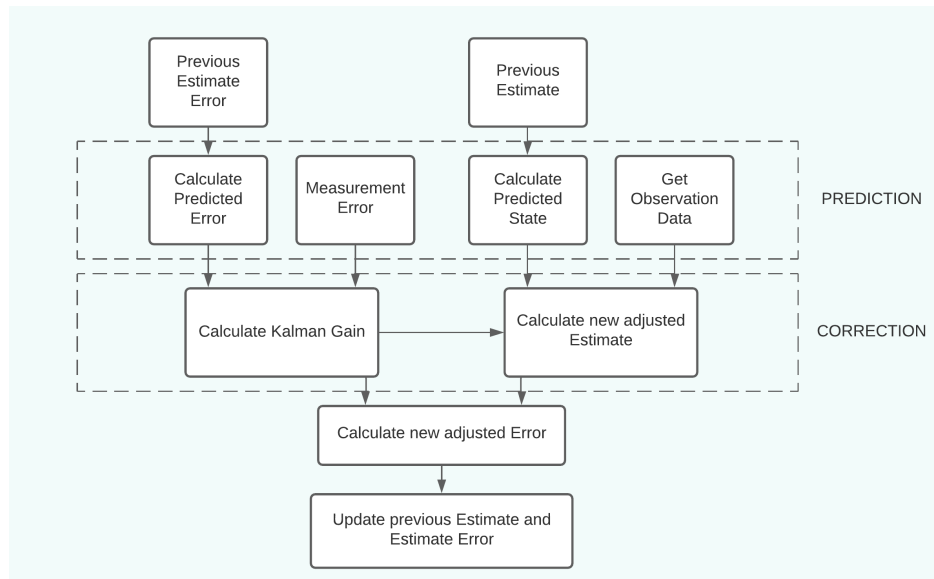 Previous
Estimate
Error
Previous
Estimate
Calculate
Predicted
Error
Measurement
Error
Calculate
Predicted
State
Get
Observation
Data
PREDICTION
Calculate Kalman Gain
Calculate new adjusted
Estimate
CORRECTION
Calculate new adjusted Error
Update previous Estimate and
Estimate Error